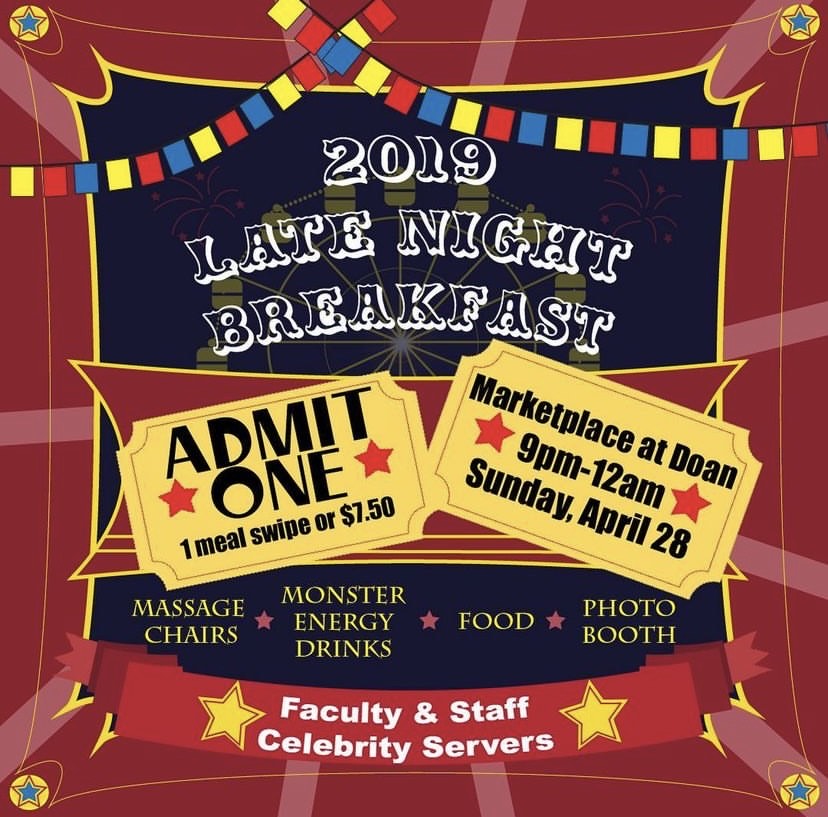 2019
LATE NIGHT
BREAKFAST
ADMIT
ONE
1 meal swipe or $7.50
Marketplace at Doan
9pm-12am
Sunday, April 28
MASSAGE
CHAIRS
MONSTER
ENERGY
DRINKS
FOOD
PHOTO
BOOTH
Faculty & Staff
Celebrity Servers